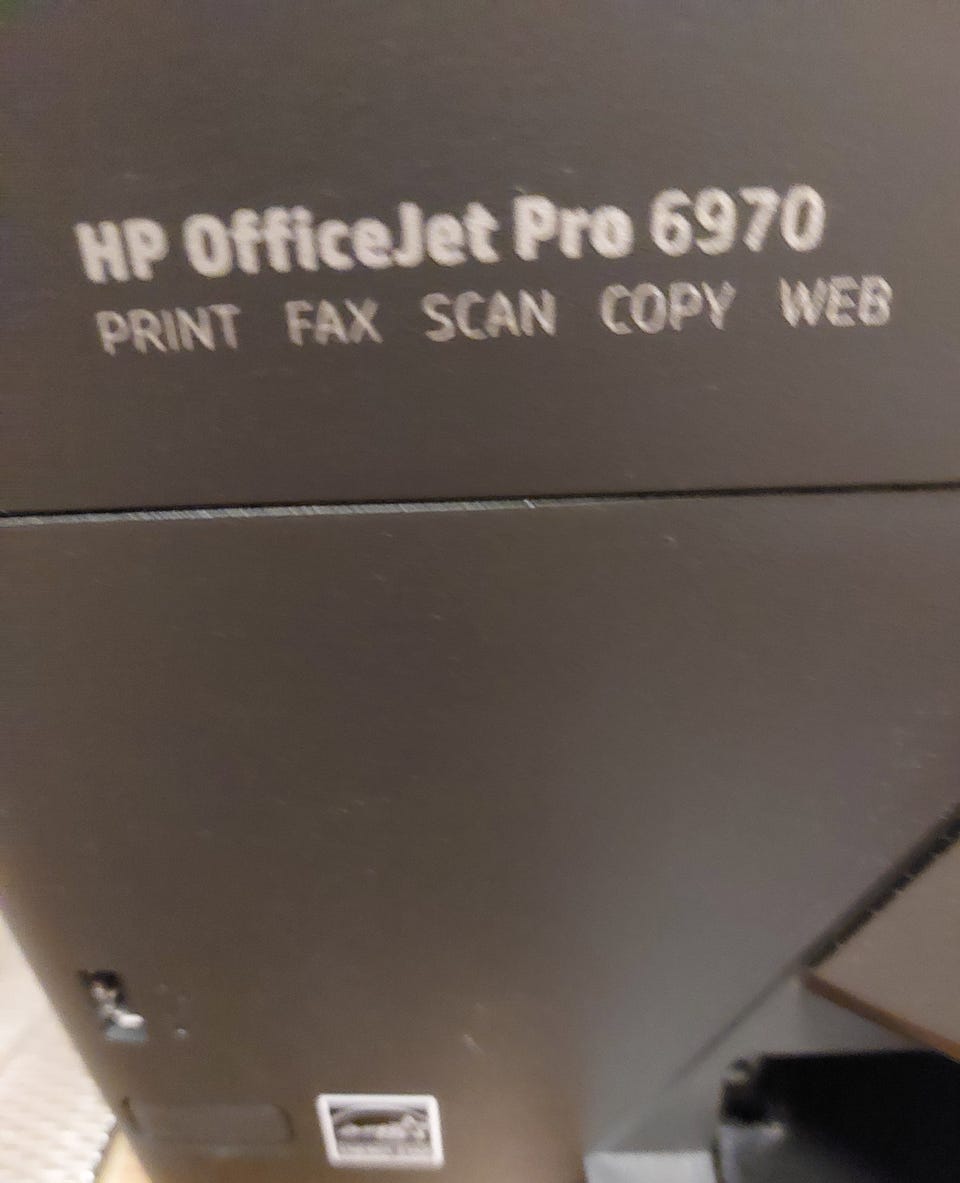 HP OfficeJet Pro 6970
PRINT FAX SCAN COPY WEB